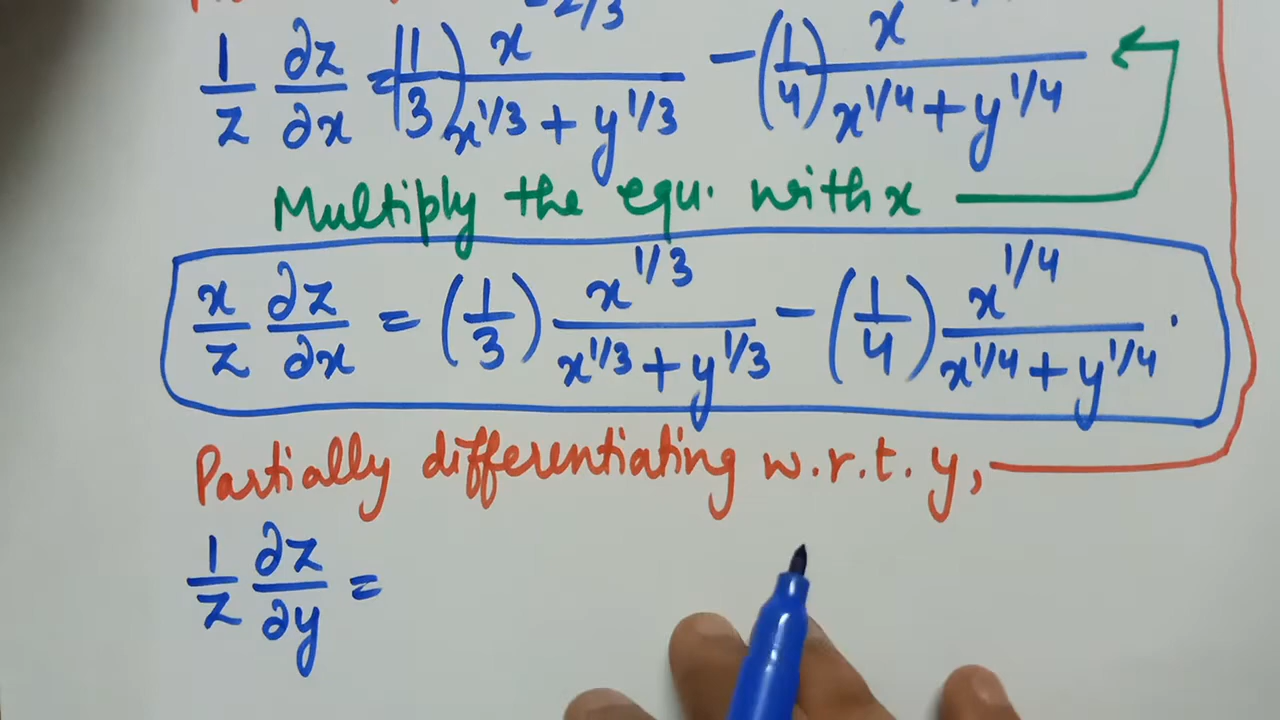 1/z ∂z/∂x = (1/3) x^-2/3 / (x^1/3 + y^1/3) - (1/4) x / (x^1/4 + y^1/4)
Multiply the equ. with x
x/z ∂z/∂x = (1/3) x^1/3 / (x^1/3 + y^1/3) - (1/4) x^1/4 / (x^1/4 + y^1/4) .
Partially differentiating w.r.t. y,
1/z ∂z/∂y =